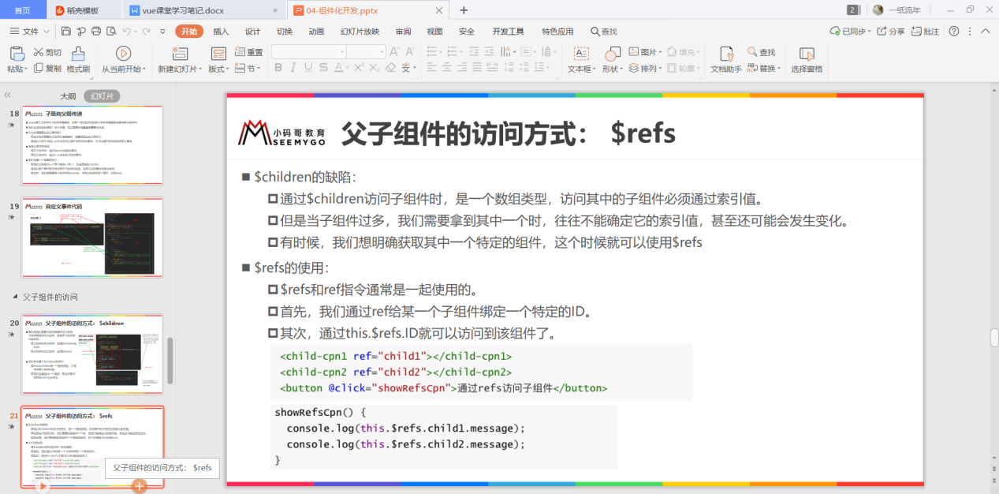 首页
稻壳模板
vue课堂学习笔记.docx
04-组件化开发.pptx
2
一纸流年
文件
开始
插入
设计
切换
动画
幻灯片放映
审阅
视图
安全
开发工具
特色应用
查找
已同步
分享
批注
粘贴
剪切
复制
格式刷
从当前开始
新建幻灯片
版式
重置
节
文本框
形状
图片
排列
填充
轮廓
文档助手
查找
替换
选择窗格
大纲
幻灯片
18
子级向父级传递
19
自定义事件代码
父子组件的访问
20
父子组件的访问方式: $children
21
父子组件的访问方式: $refs
父子组件的访问方式: $refs
小码哥教育
SEEMYGO
父子组件的访问方式: $refs
$children的缺陷：
通过$children访问子组件时，是一个数组类型，访问其中的子组件必须通过索引值。
但是当子组件过多，我们需要拿到其中一个时，往往不能确定它的索引值，甚至还可能会发生变化。
有时候，我们想明确获取其中一个特定的组件，这个时候就可以使用$refs
$refs的使用：
$refs和ref指令通常是一起使用的。
首先，我们通过ref给某一个子组件绑定一个特定的ID。
其次，通过this.$refs.ID就可以访问到该组件了。
<child-cpn1 ref="child1"></child-cpn1>
<child-cpn2 ref="child2"></child-cpn2>
<button @click="showRefsCpn">通过refs访问子组件</button>
showRefsCpn() {
console.log(this.$refs.child1.message);
console.log(this.$refs.child2.message);
}